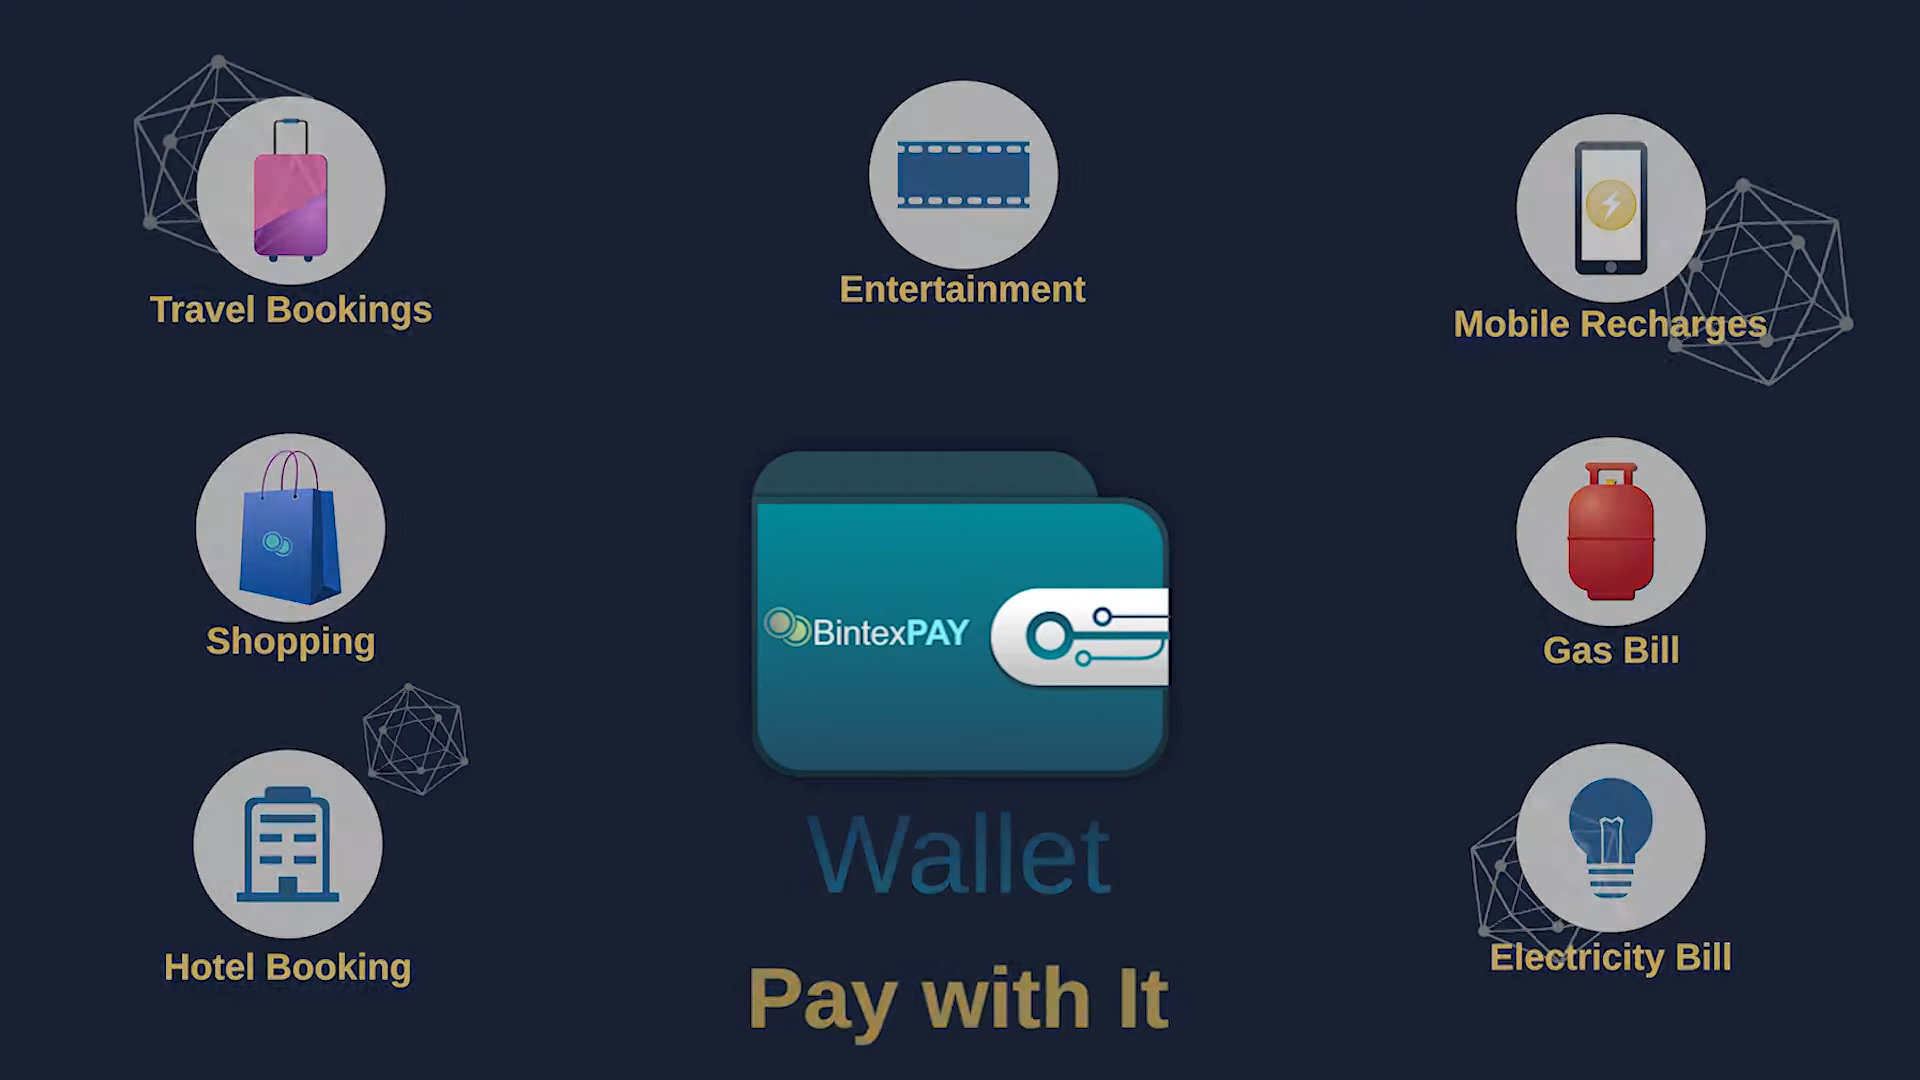 Travel Bookings
Entertainment
Mobile Recharges
Shopping
BintexPAY
Gas Bill
Hotel Booking
Wallet
Electricity Bill
Pay with It